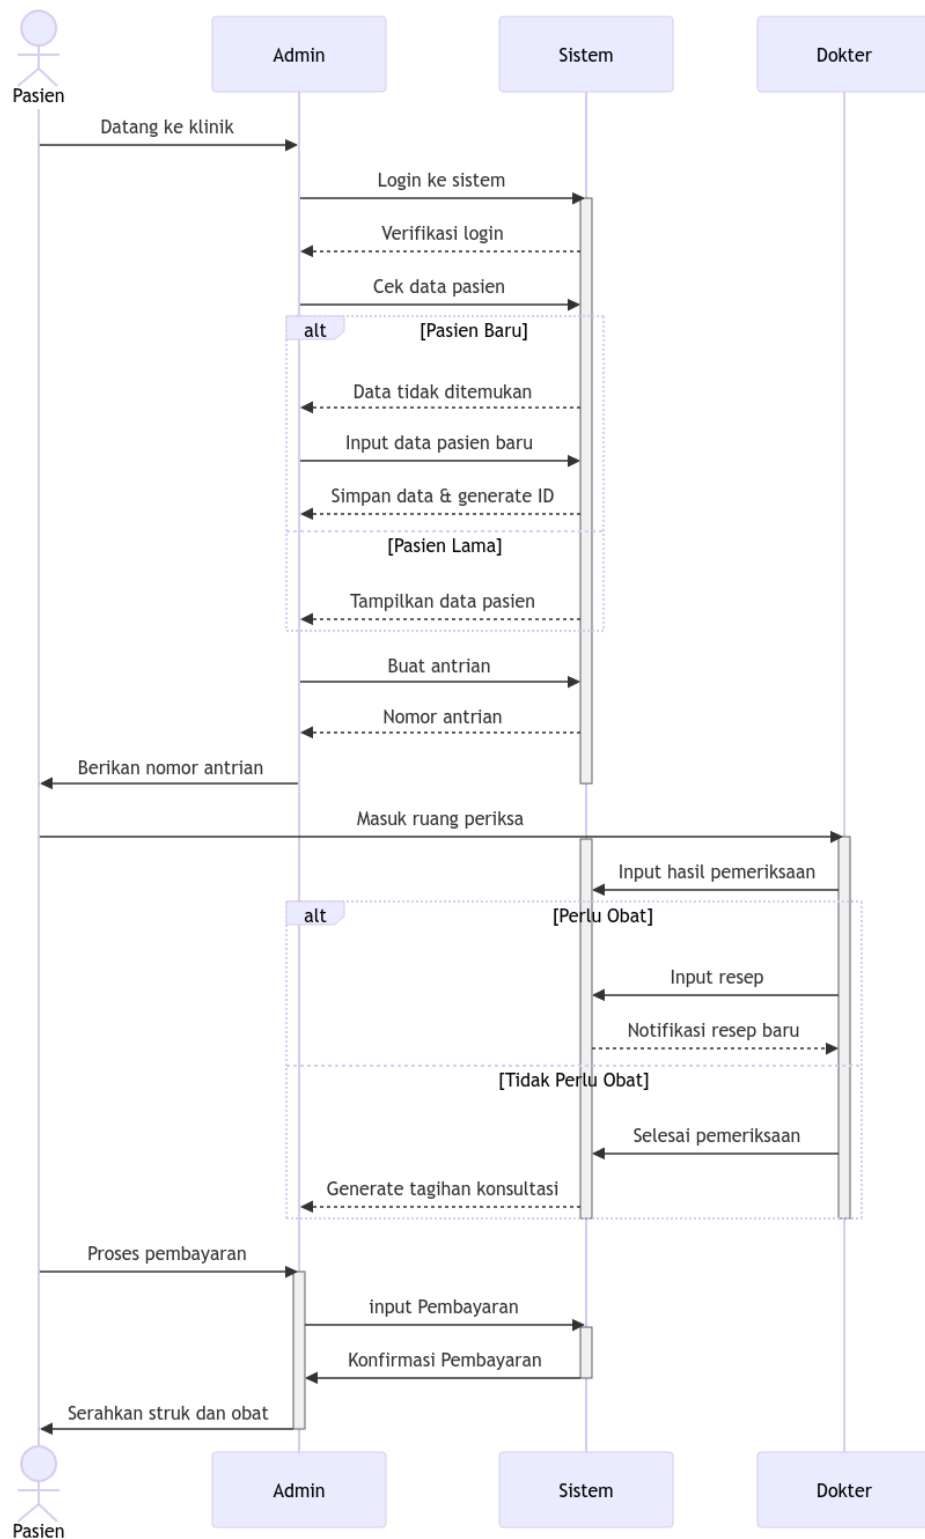 Pasien
Admin
Sistem
Dokter
Datang ke klinik
Login ke sistem
Verifikasi login
Cek data pasien
alt
[Pasien Baru]
Data tidak ditemukan
Input data pasien baru
Simpan data & generate ID
[Pasien Lama]
Tampilkan data pasien
Buat antrian
Nomor antrian
Berikan nomor antrian
Masuk ruang periksa
Input hasil pemeriksaan
alt
[Perlu Obat]
Input resep
Notifikasi resep baru
[Tidak Perlu Obat]
Selesai pemeriksaan
Generate tagihan konsultasi
Proses pembayaran
input Pembayaran
Konfirmasi Pembayaran
Serahkan struk dan obat
Pasien
Admin
Sistem
Dokter